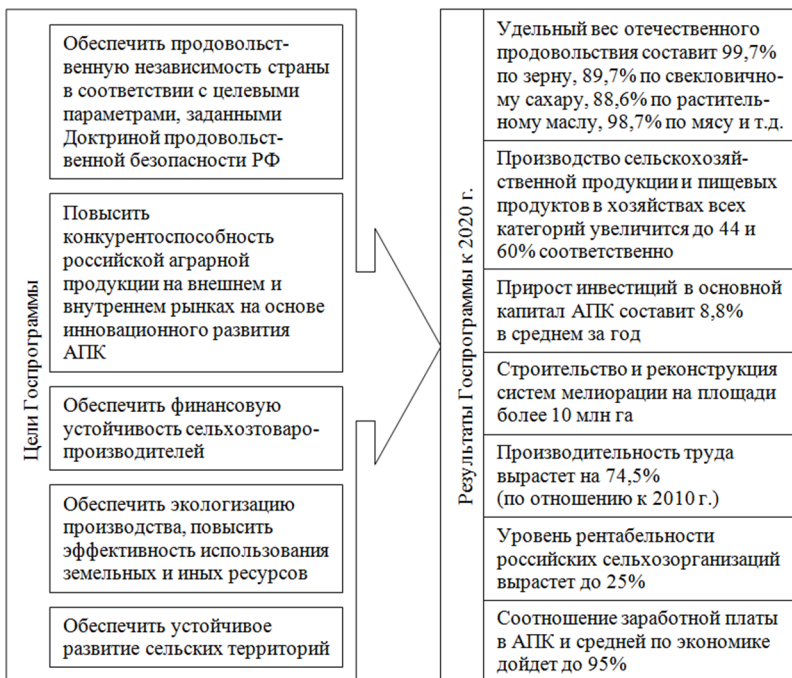 Цели Госпрограммы
Обеспечить продовольст-
венную независимость страны
в соответствии с целевыми
параметрами, заданными
Доктриной продовольст-
венной безопасности РФ
Повысить
конкурентоспособность
российской аграрной
продукции на внешнем и
внутреннем рынках на основе
инновационного развития
АПК
Обеспечить финансовую
устойчивость сельхозтоваро-
производителей
Обеспечить экологизацию
производства, повысить
эффективность использования
земельных и иных ресурсов
Обеспечить устойчивое
развитие сельских территорий
Результаты Госпрограммы к 2020 г.
Удельный вес отечественного
продовольствия составит 99,7%
по зерну, 89,7% по свекловично-
му сахару, 88,6% по раститель-
ному маслу, 98,7% по мясу и т.д.
Производство сельскохозяй-
ственной продукции и пищевых
продуктов в хозяйствах всех
категорий увеличится до 44 и
60% соответственно
Прирост инвестиций в основной
капитал АПК составит 8,8%
в среднем за год
Строительство и реконструкция
систем мелиорации на площади
более 10 млн га
Производительность труда
вырастет на 74,5%
(по отношению к 2010 г.)
Уровень рентабельности
российских сельхозорганизаций
вырастет до 25%
Соотношение заработной платы
в АПК и средней по экономике
дойдет до 95%